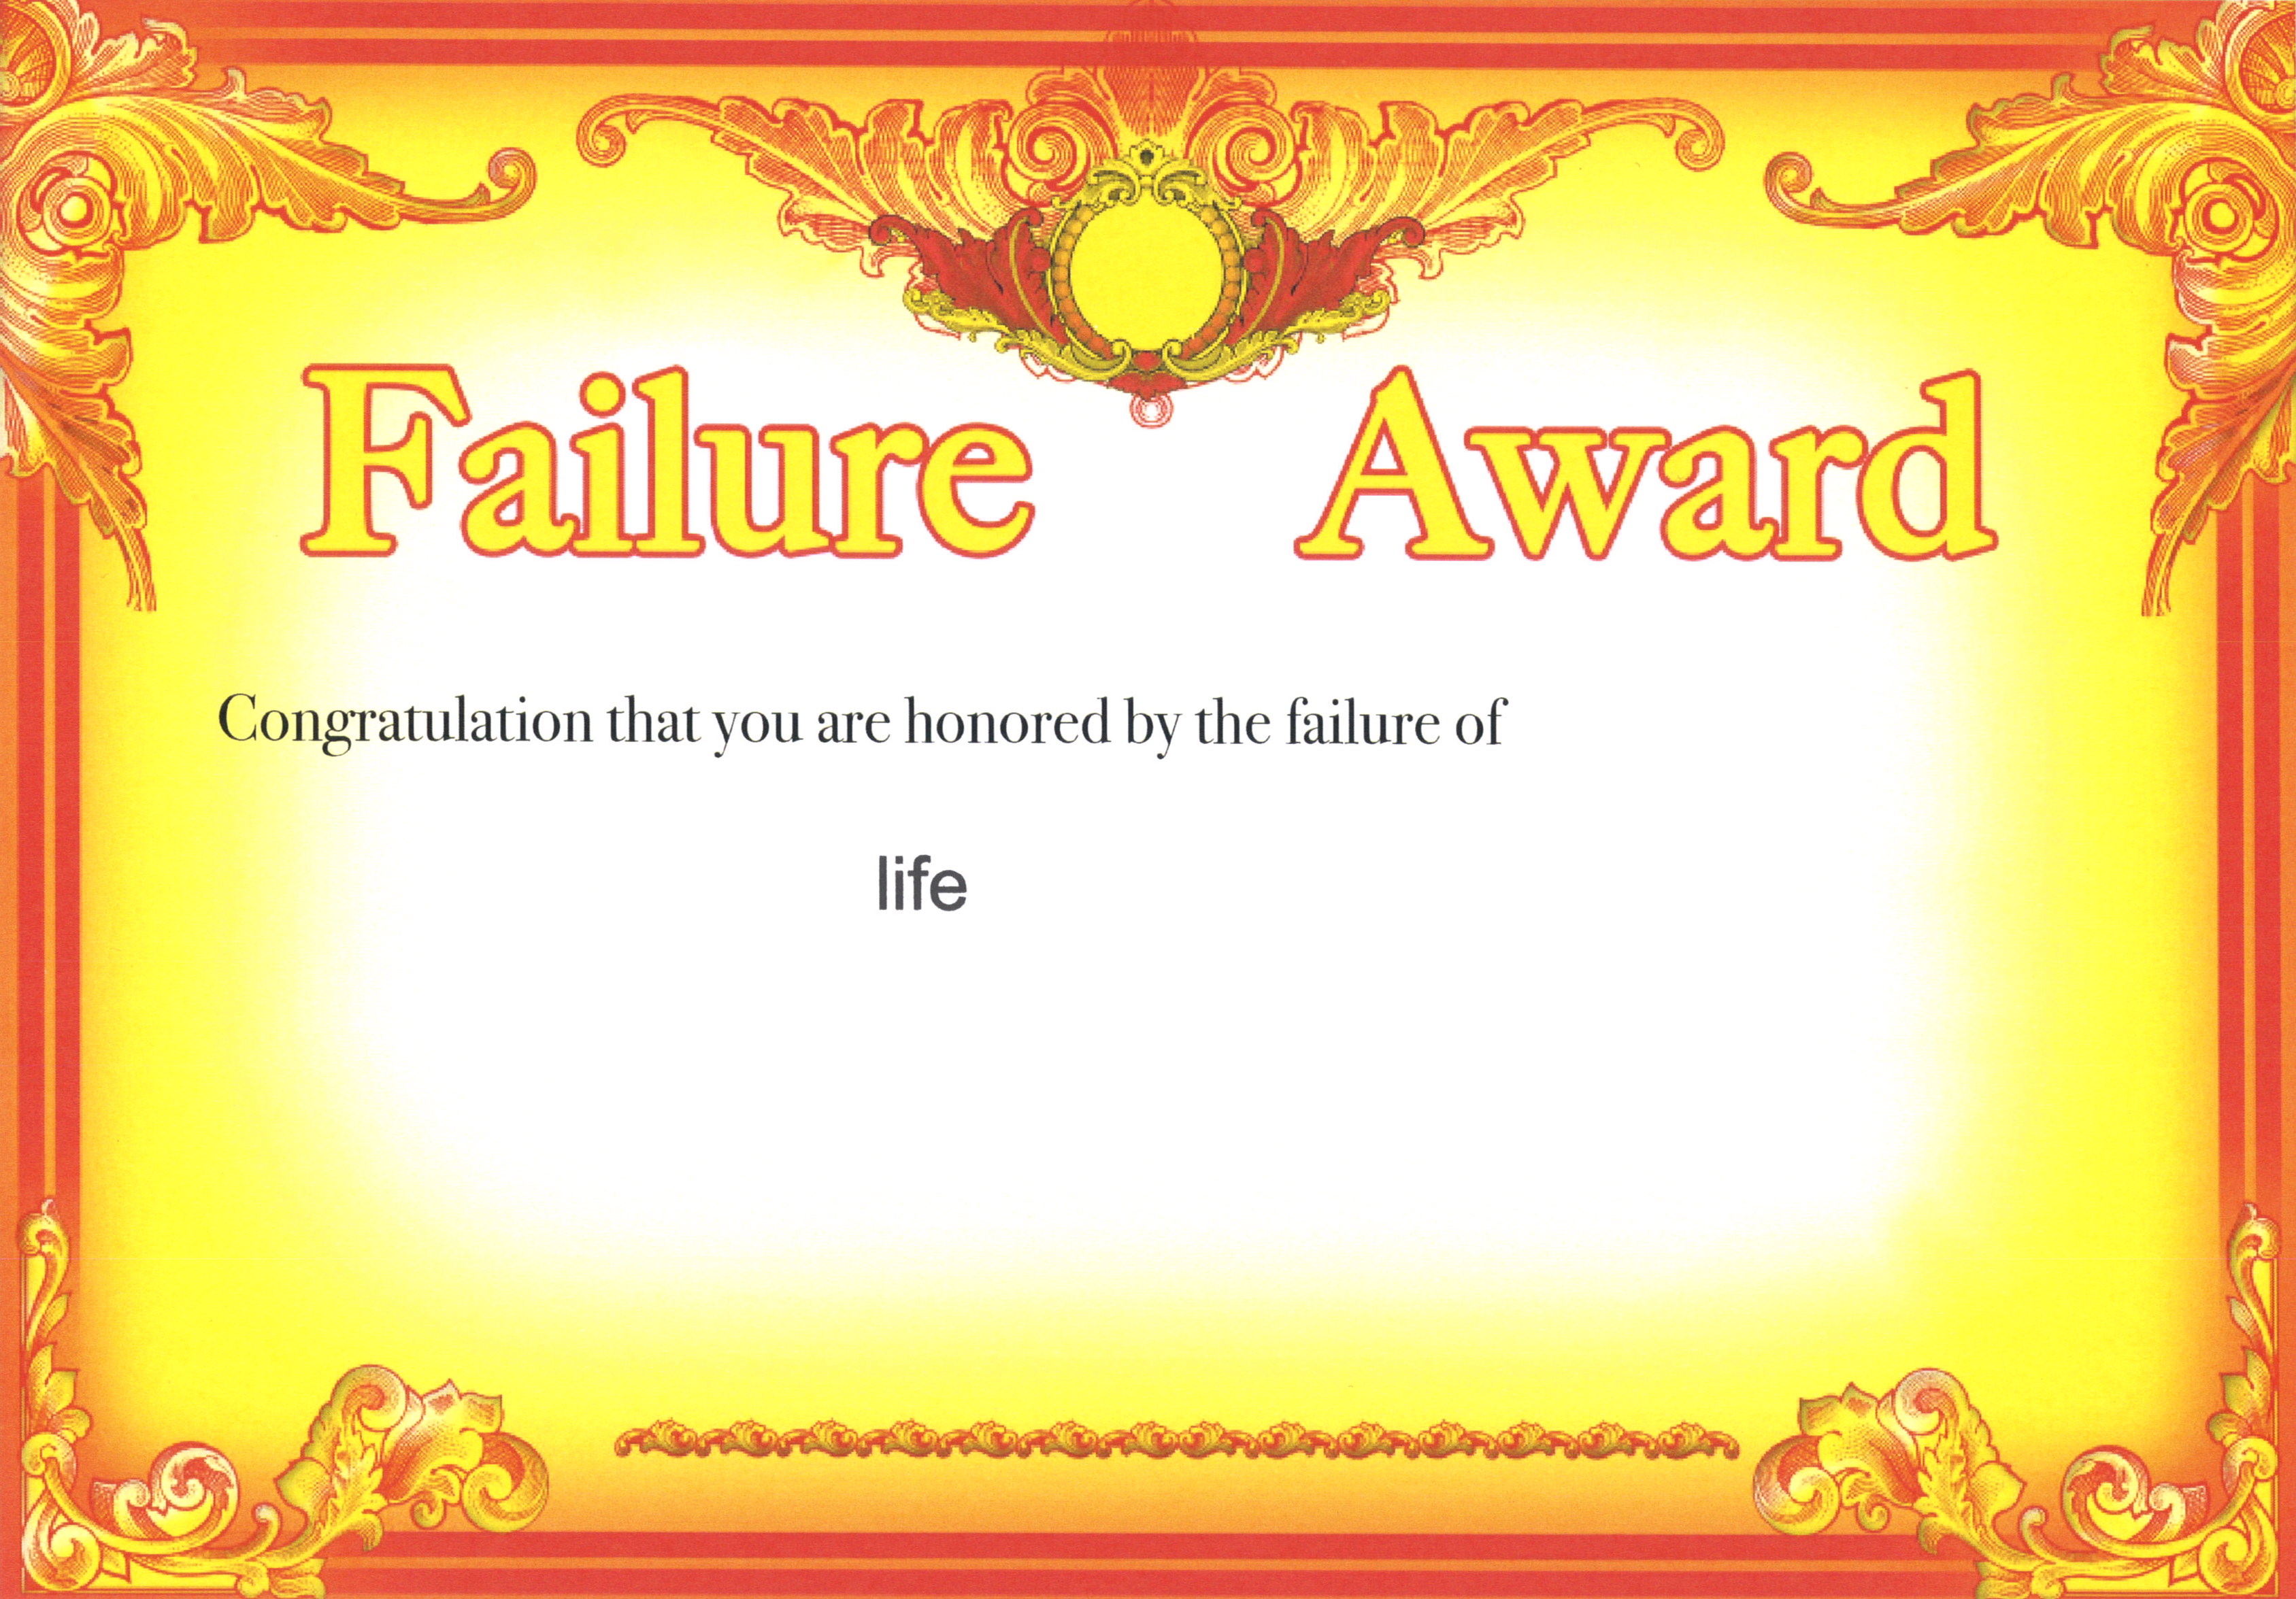 Failure Award
Congratulation that you are honored by the failure of
life